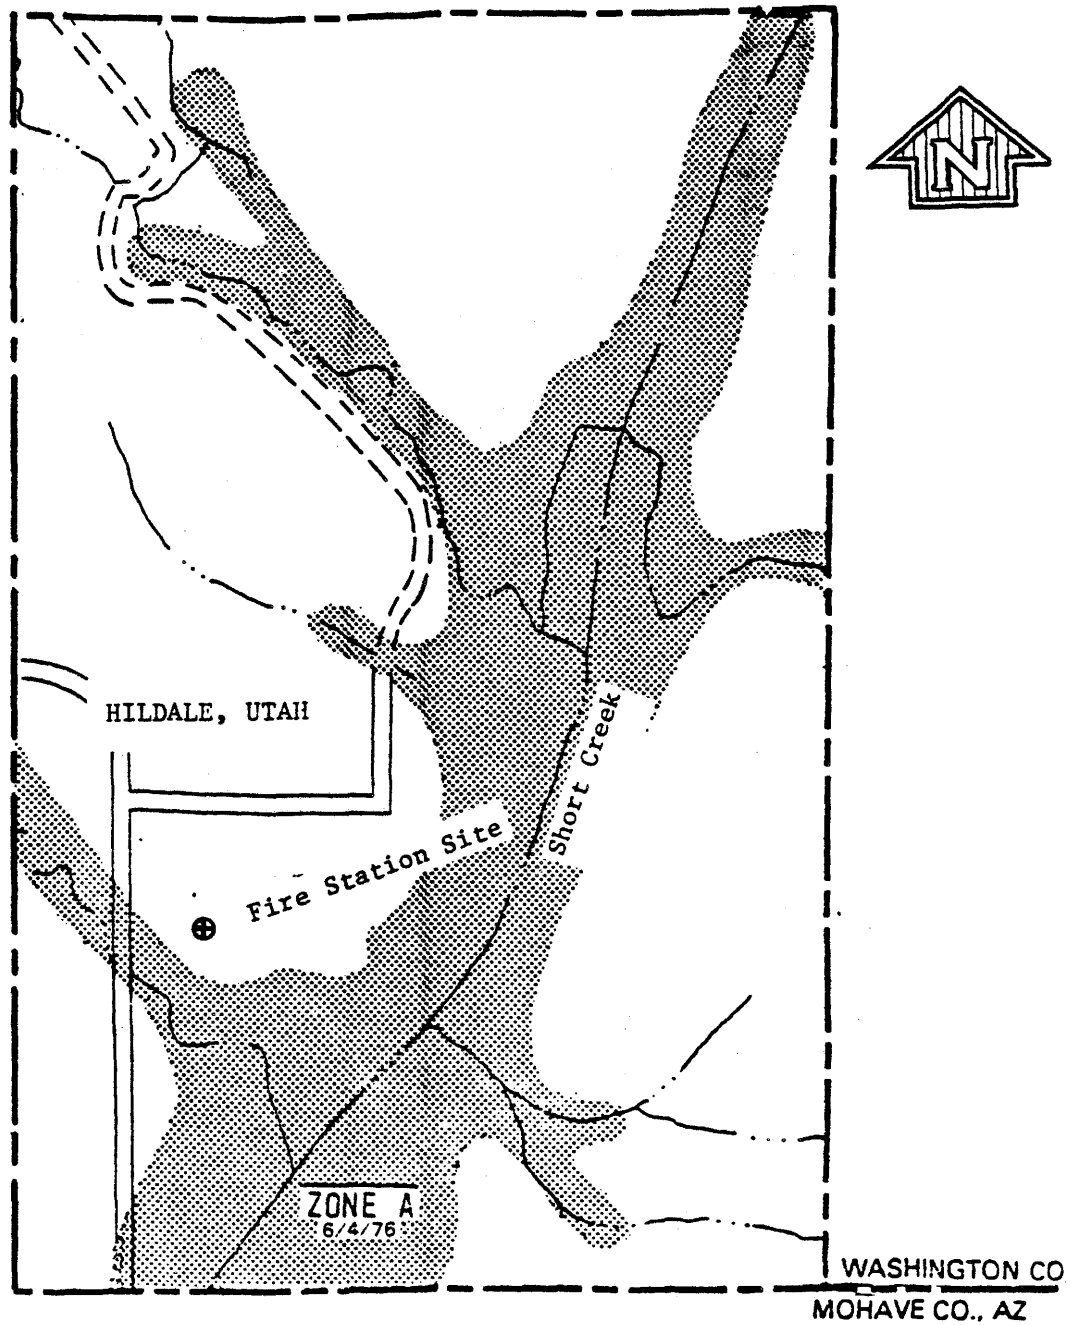 N
HILDALE, UTAH
Short Creek
Fire Station Site
ZONE A
6/4/76
WASHINGTON CO
MOHAVE CO., AZ